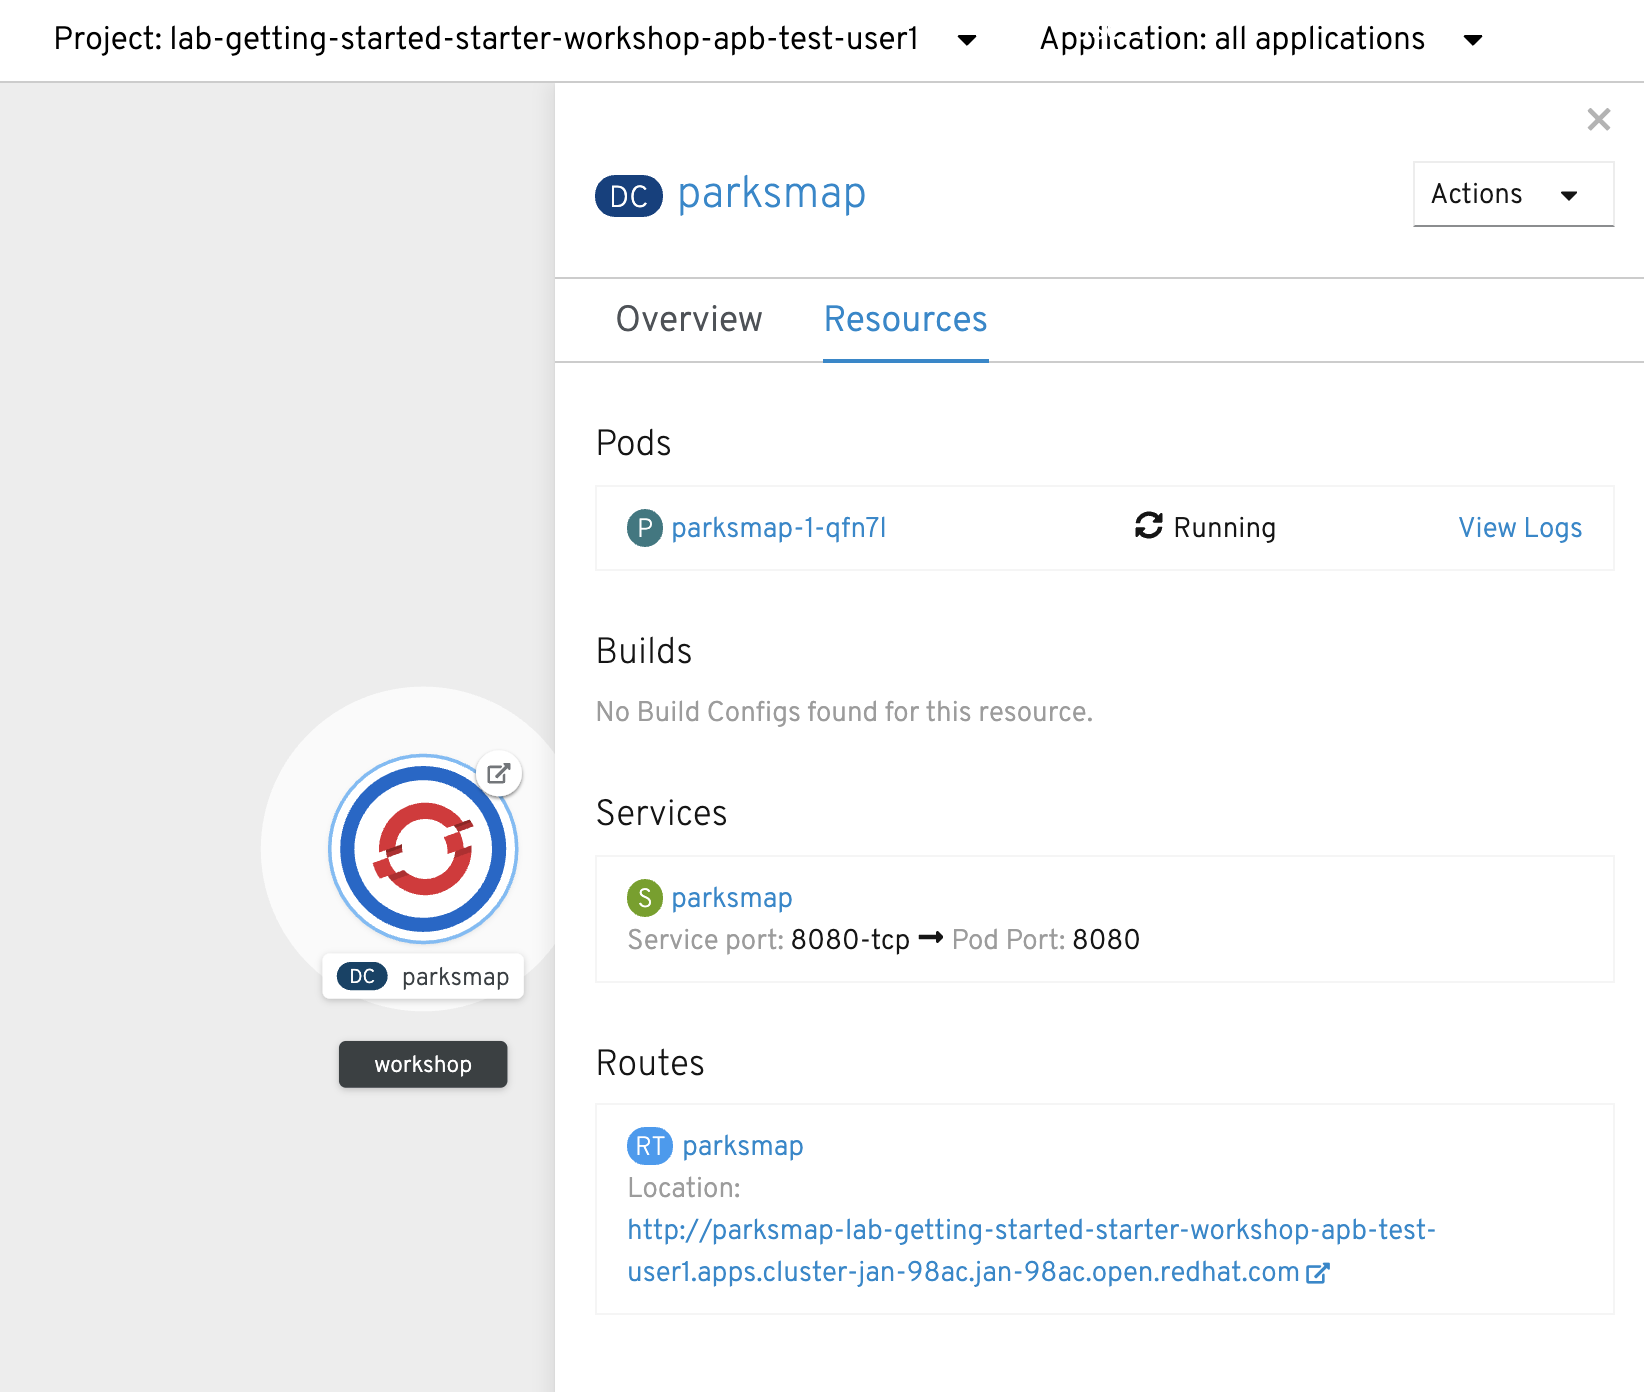 Project: lab-getting-started-starter-workshop-apb-test-user1 Application: all applications
DC parksmap
Actions
Overview Resources
Pods
P parksmap-1-qfn7l Running View Logs
Builds
No Build Configs found for this resource.
Services
S parksmap
Service port: 8080-tcp → Pod Port: 8080
DC parksmap
workshop
Routes
RT parksmap
Location:
http://parksmap-lab-getting-started-starter-workshop-apb-test-
user1.apps.cluster-jan-98ac.jan-98ac.open.redhat.com